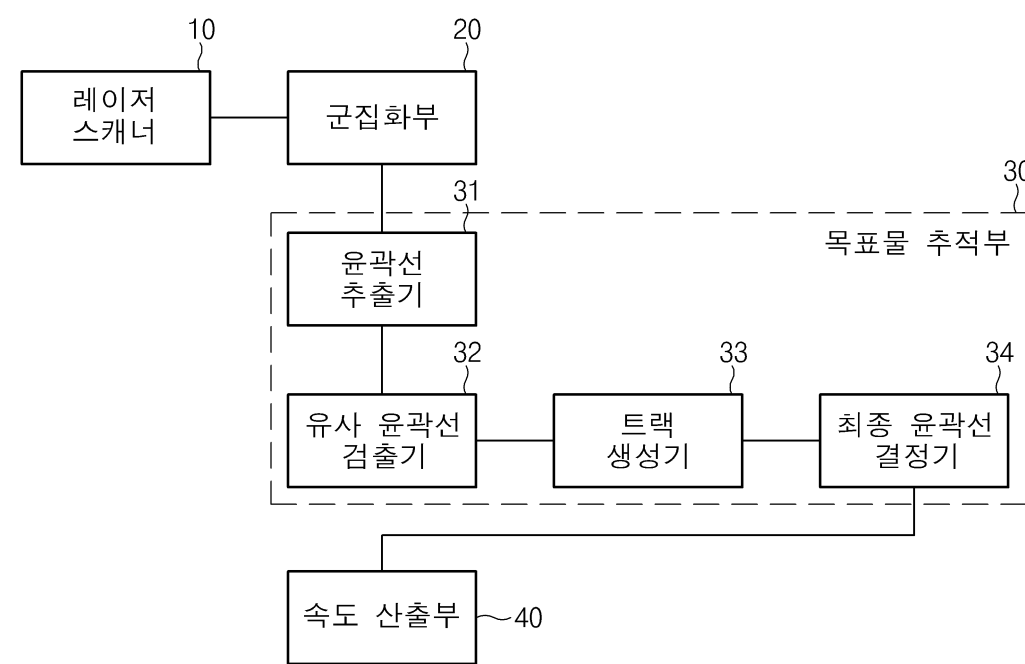 10
20
레이저
스캐너
군집화부
30
31
목표물 추적부
윤곽선
추출기
32
33
34
유사 윤곽선
검출기
트랙
생성기
최종 윤곽선
결정기
속도 산출부
40